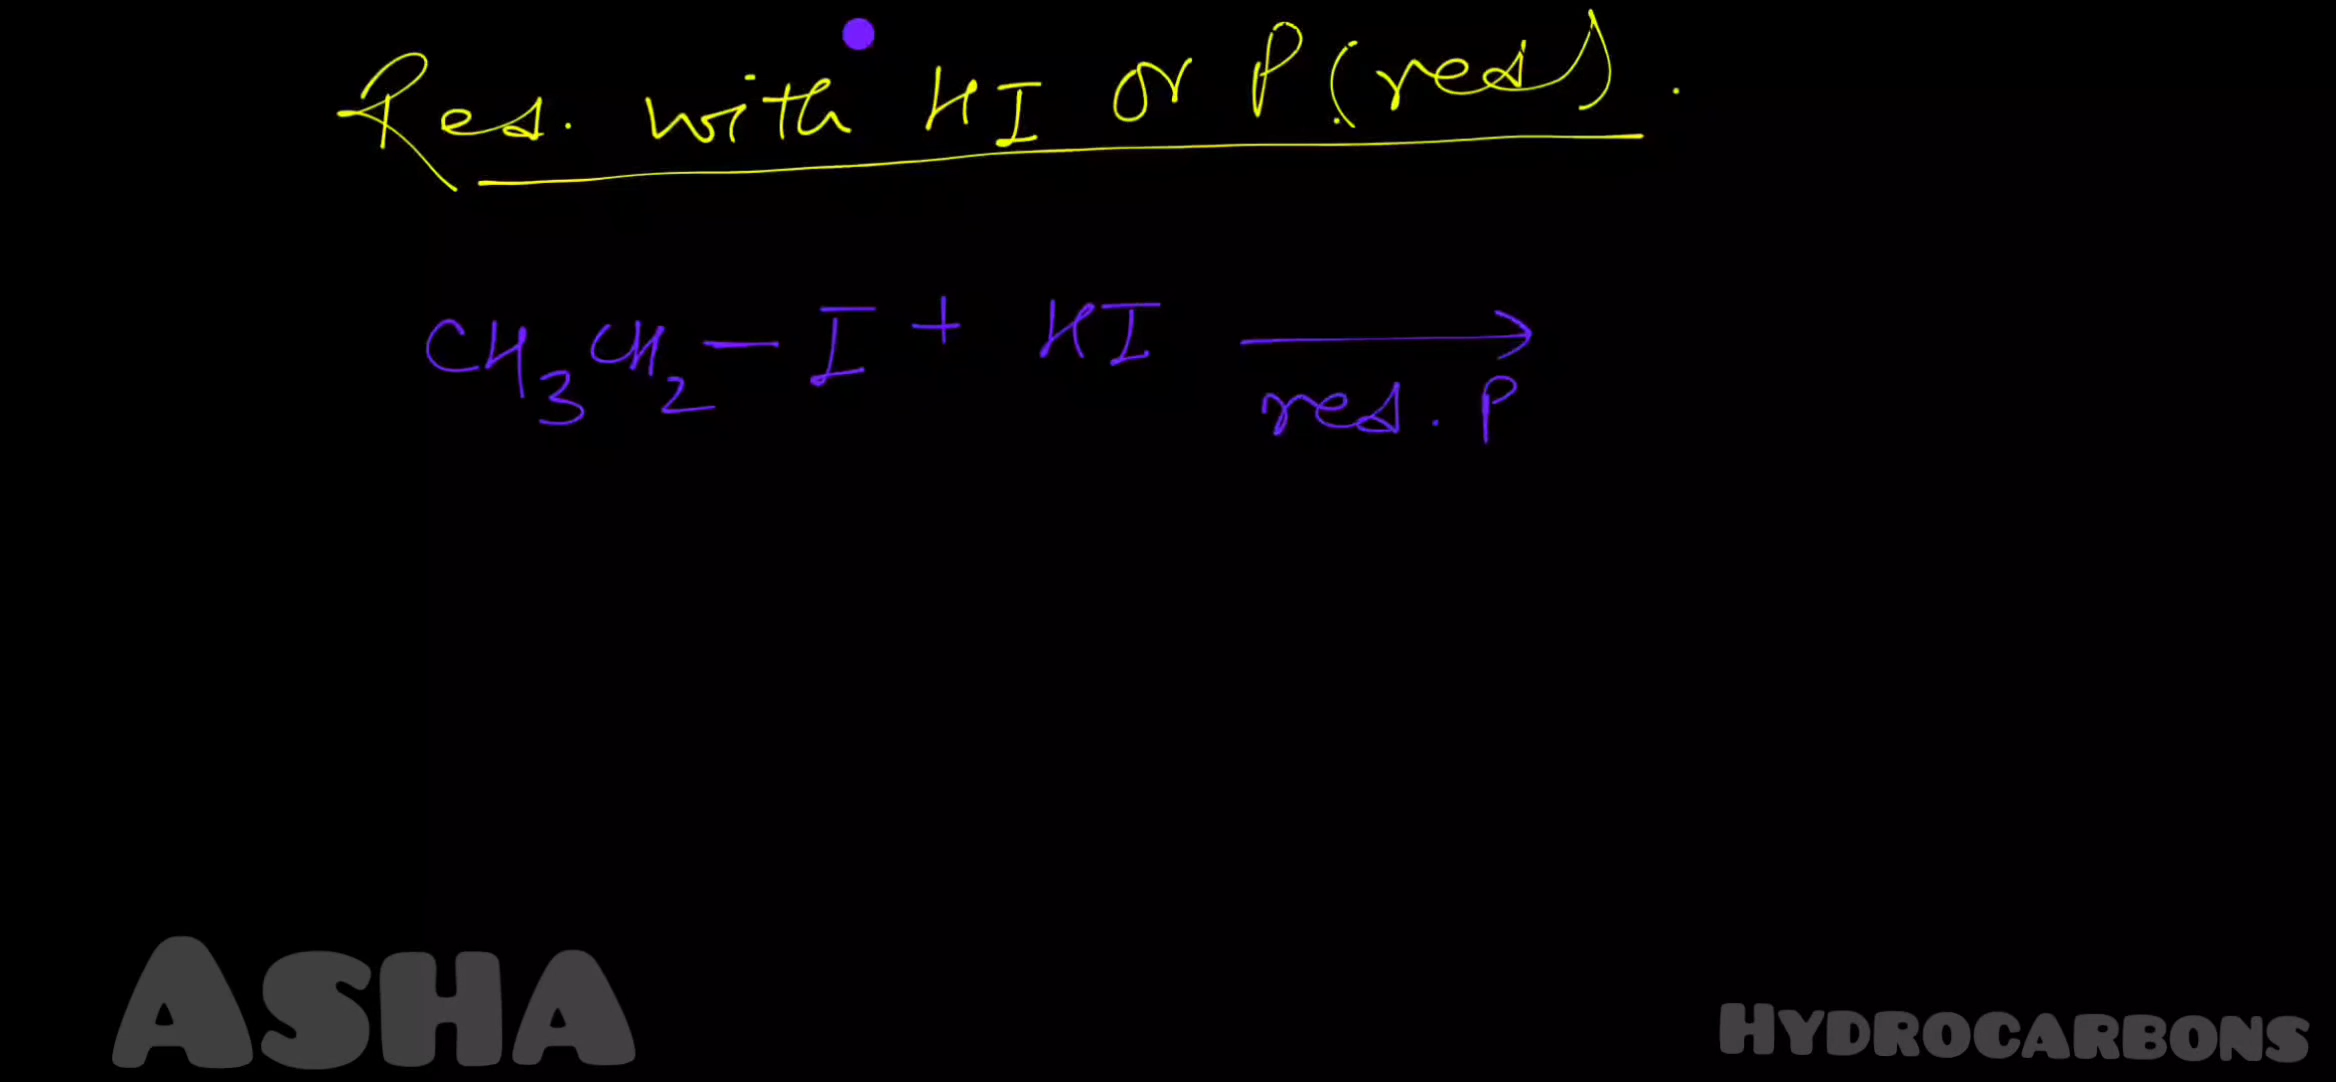 Red. with HI or P(red).
CH₃CH₂—I + HI ⟶
red. P
ASHA
HYDROCARBONS